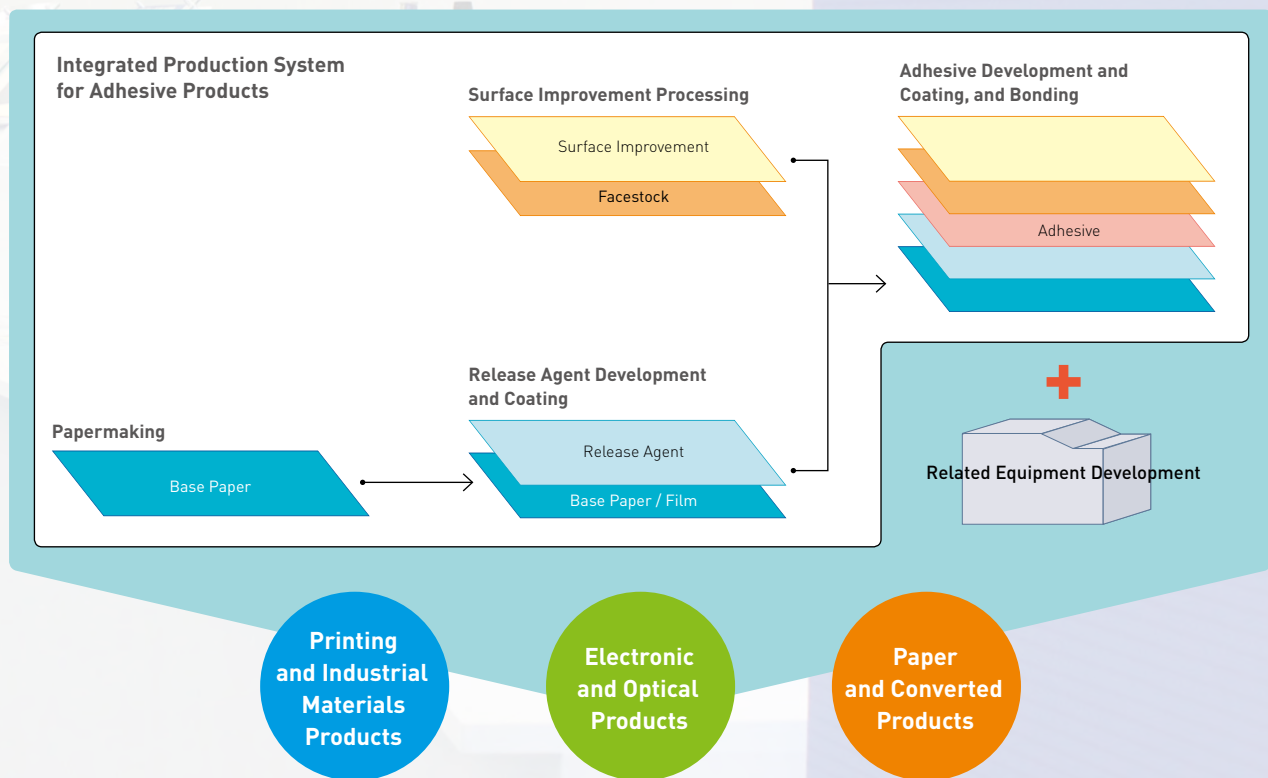 Integrated Production System
for Adhesive Products
Surface Improvement Processing
Surface Improvement
Facestock
Adhesive Development and
Coating, and Bonding
Adhesive
Papermaking
Base Paper
Release Agent Development
and Coating
Release Agent
Base Paper / Film
Related Equipment Development
Printing
and Industrial
Materials
Products
Electronic
and Optical
Products
Paper
and Converted
Products